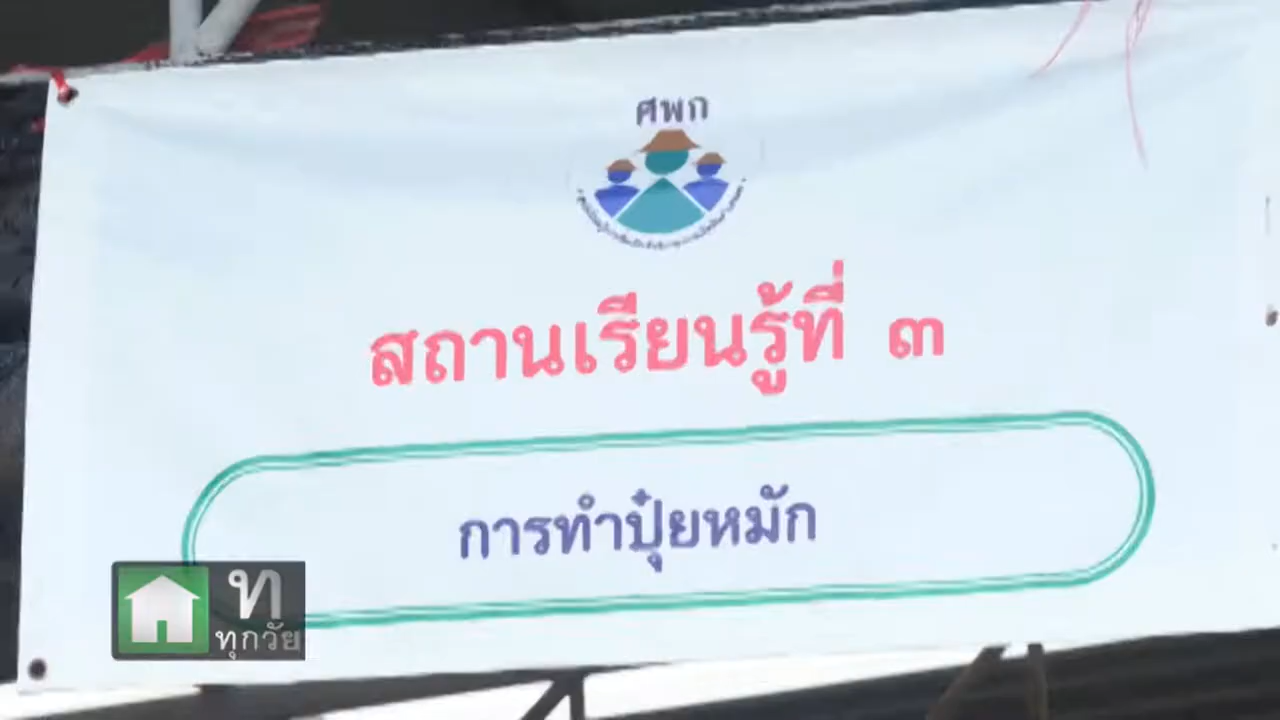 ศพก
สถานเรียนรู้ที่ ๓
การทำปุ๋ยหมัก
ท
ทุกวัย